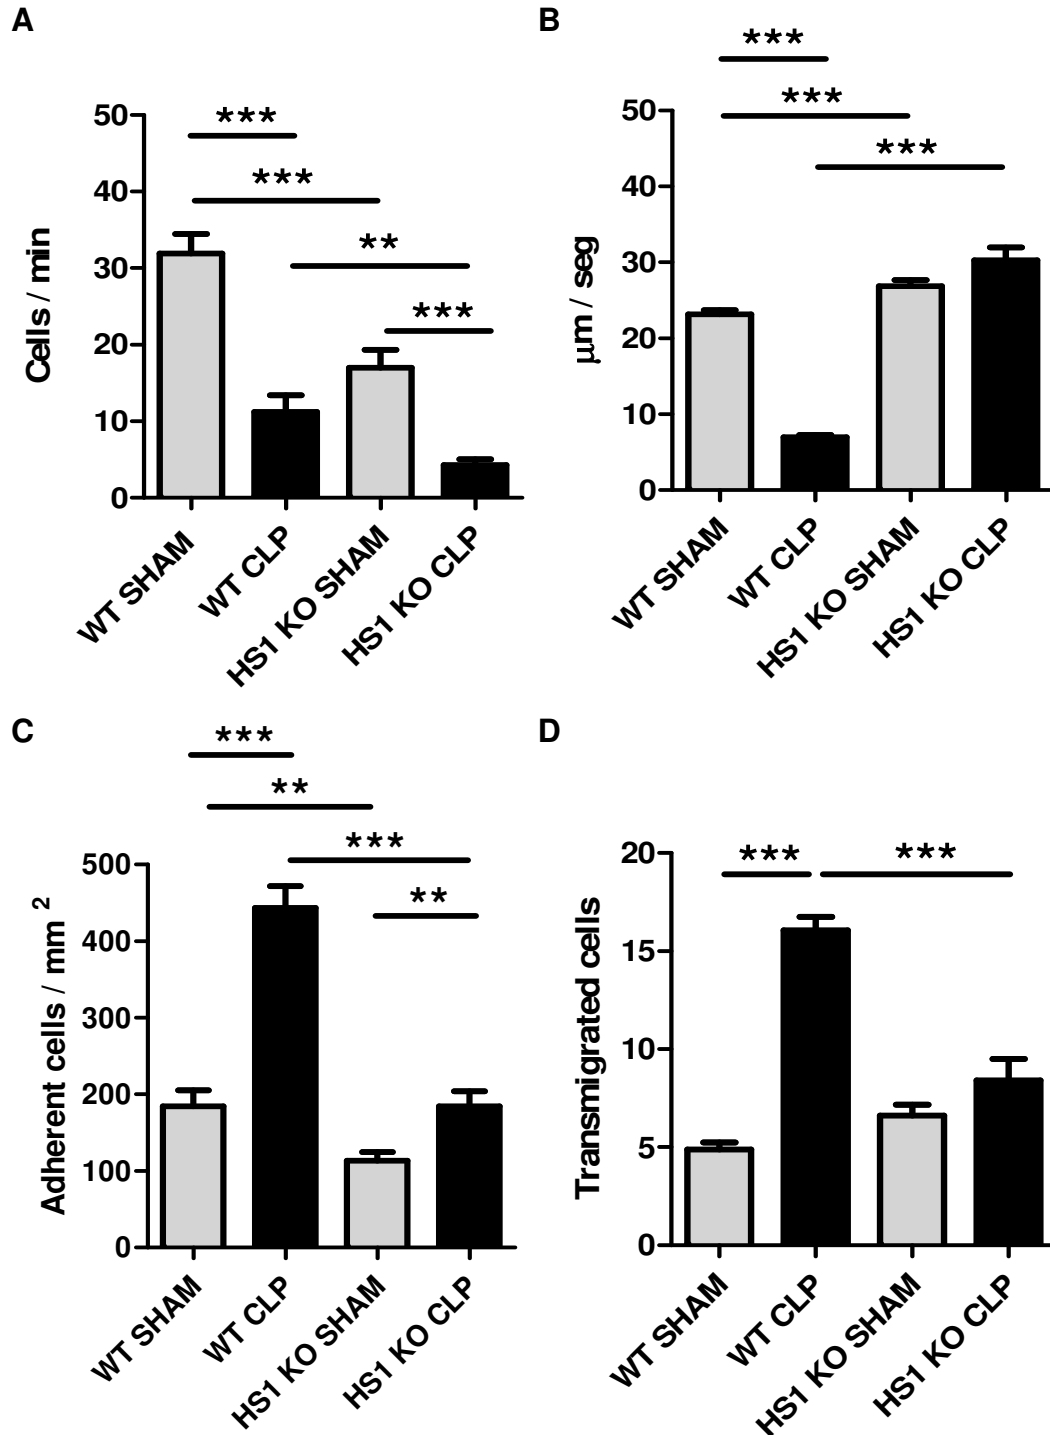 A
***
***
**
***
50
40
30
20
10
0
Cells / min
WT SHAM
WT CLP
HS1 KO SHAM
HS1 KO CLP
B
***
***
***
50
40
30
20
10
0
µm / seg
WT SHAM
WT CLP
HS1 KO SHAM
HS1 KO CLP
C
***
**
***
**
500
400
300
200
100
0
Adherent cells / mm²
WT SHAM
WT CLP
HS1 KO SHAM
HS1 KO CLP
D
***
***
20
15
10
5
0
Transmigrated cells
WT SHAM
WT CLP
HS1 KO SHAM
HS1 KO CLP